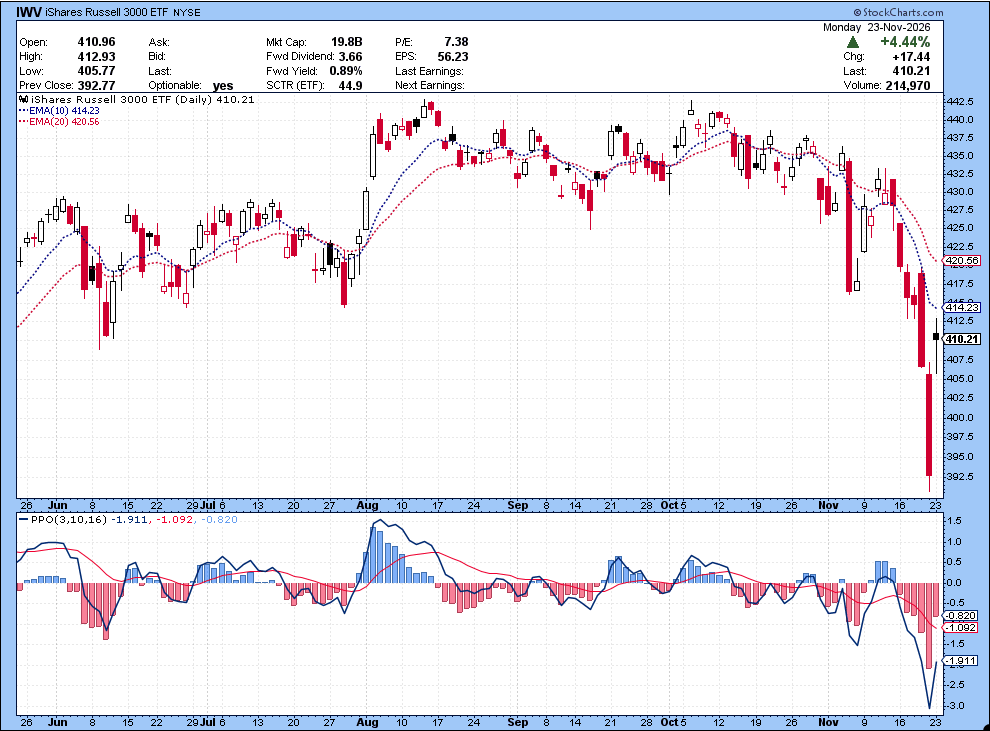 IWV iShares Russell 3000 ETF NYSE © StockCharts.com
Monday 23-Nov-2026
Open: 410.96 Ask: Mkt Cap: 19.8B P/E: 7.38 ▲ +4.44%
High: 412.93 Bid: Fwd Dividend: 3.66 EPS: 56.23 Chg: +17.44
Low: 405.77 Last: Fwd Yield: 0.89% Last Earnings: Last: 410.21
Prev Close: 392.77 Optionable: yes SCTR (ETF): 44.9 Next Earnings: Volume: 214,970
iShares Russell 3000 ETF (Daily) 410.21
EMA(10) 414.23
EMA(20) 420.56
442.5
440.0
437.5
435.0
432.5
430.0
427.5
425.0
422.5
420.56
417.5
414.23
412.5
410.21
407.5
405.0
402.5
400.0
397.5
395.0
392.5
26 Jun 8 15 22 29 Jul 6 13 20 27 Aug 10 17 24 Sep 8 14 21 28 Oct 5 12 19 26 Nov 9 16 23
PPO(3,10,16) -1.911, -1.092, -0.820
1.5
1.0
0.5
0.0
-0.5
-0.820
-1.092
-1.5
-1.911
-2.5
-3.0
26 Jun 8 15 22 29 Jul 6 13 20 27 Aug 10 17 24 Sep 8 14 21 28 Oct 5 12 19 26 Nov 9 16 23